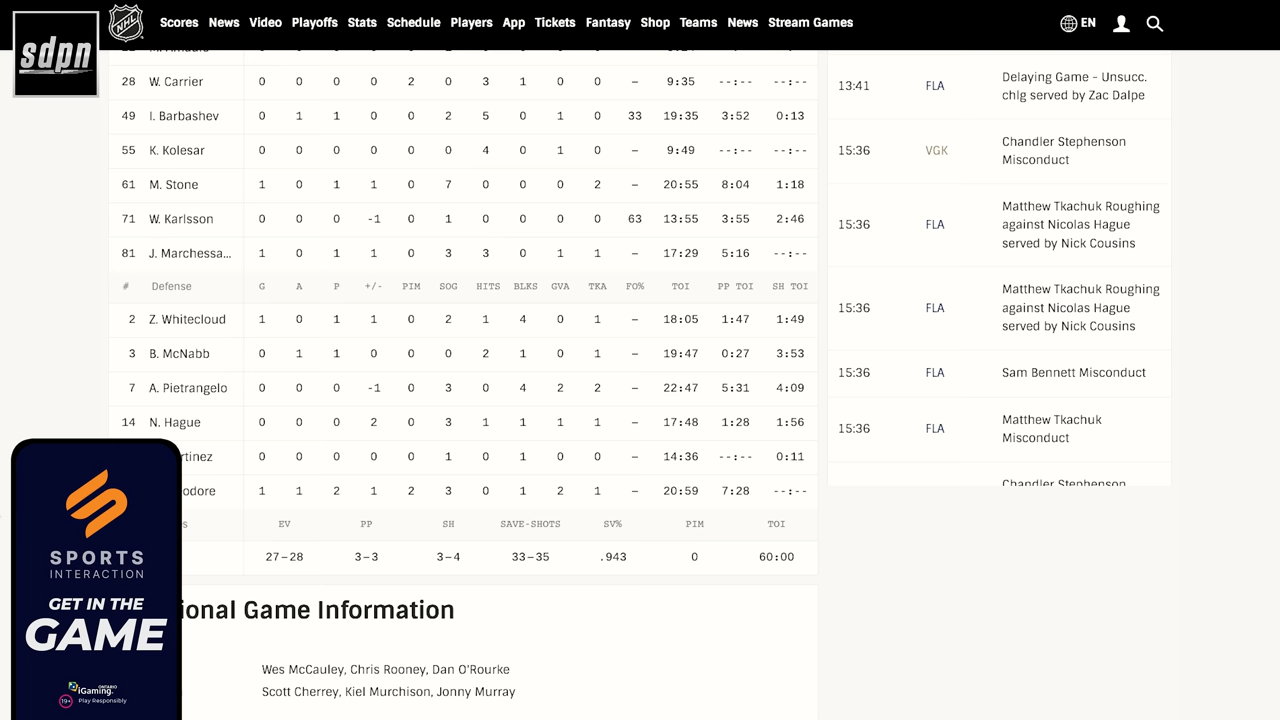 Scores News Video Playoffs Stats Schedule Players App Tickets Fantasy Shop Teams News Stream Games
EN
NHL
sdpn
28 W. Carrier 0 0 0 0 2 0 3 1 0 0 – 9:35 --:-- --:--
49 I. Barbashev 0 1 1 0 0 2 5 0 1 0 33 19:35 3:52 0:13
55 K. Kolesar 0 0 0 0 0 0 4 0 1 0 – 9:49 --:-- --:--
61 M. Stone 1 0 1 1 0 7 0 0 0 2 – 20:55 8:04 1:18
71 W. Karlsson 0 0 0 -1 0 1 0 0 0 0 63 13:55 3:55 2:46
81 J. Marchessa... 1 0 1 1 0 3 3 0 1 1 – 17:29 5:16 --:--
# Defense G A P +/- PIM SOG HITS BLKS GVA TKA FO% TOI PP TOI SH TOI
2 Z. Whitecloud 1 0 1 1 0 2 1 4 0 1 – 18:05 1:47 1:49
3 B. McNabb 0 1 1 0 0 0 2 1 0 1 – 19:47 0:27 3:53
7 A. Pietrangelo 0 0 0 -1 0 3 0 4 2 2 – 22:47 5:31 4:09
14 N. Hague 0 0 0 2 0 3 1 1 1 1 – 17:48 1:28 1:56
rtinez 0 0 0 0 0 1 0 1 0 0 – 14:36 --:-- 0:11
odore 1 1 2 1 2 3 0 1 2 1 – 20:59 7:28 --:--
s EV PP SH SAVE-SHOTS SV% PIM TOI
27–28 3–3 3–4 33–35 .943 0 60:00
ional Game Information
Wes McCauley, Chris Rooney, Dan O'Rourke
Scott Cherrey, Kiel Murchison, Jonny Murray
13:41 FLA Delaying Game - Unsucc.
chlg served by Zac Dalpe
15:36 VGK Chandler Stephenson
Misconduct
15:36 FLA Matthew Tkachuk Roughing
against Nicolas Hague
served by Nick Cousins
15:36 FLA Matthew Tkachuk Roughing
against Nicolas Hague
served by Nick Cousins
15:36 FLA Sam Bennett Misconduct
15:36 FLA Matthew Tkachuk
Misconduct
Chandler Stephenson
SPORTS
INTERACTION
GET IN THE
GAME
ONTARIO
iGaming.
19+ Play Responsibly